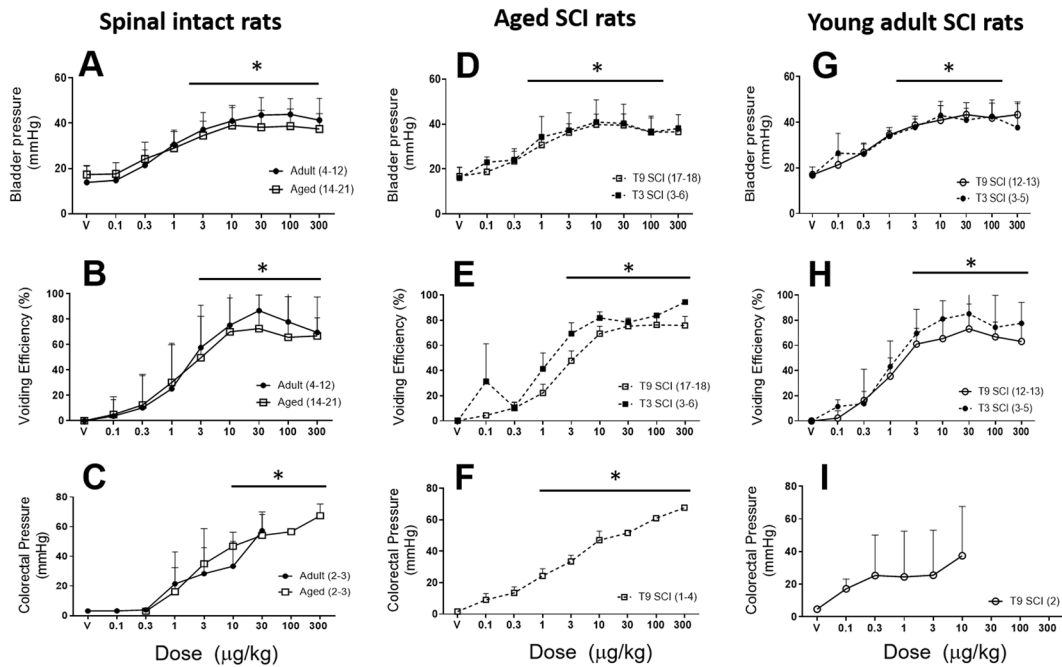 Spinal intact rats
Aged SCI rats
Young adult SCI rats
A
*
Bladder pressure
(mmHg)
60
40
20
0
Adult (4-12)
Aged (14-21)
V 0.1 0.3 1 3 10 30 100 300
D
*
Bladder pressure
(mmHg)
60
40
20
0
T9 SCI (17-18)
T3 SCI (3-6)
V 0.1 0.3 1 3 10 30 100 300
G
*
Bladder pressure
(mmHg)
60
40
20
0
T9 SCI (12-13)
T3 SCI (3-5)
V 0.1 0.3 1 3 10 30 100 300
B
*
Voiding Efficiency (%)
100
80
60
40
20
0
Adult (4-12)
Aged (14-21)
V 0.1 0.3 1 3 10 30 100 300
E
*
Voiding Efficiency (%)
100
80
60
40
20
0
T9 SCI (17-18)
T3 SCI (3-6)
V 0.1 0.3 1 3 10 30 100 300
H
*
Voiding Efficiency (%)
100
80
60
40
20
0
T9 SCI (12-13)
T3 SCI (3-5)
V 0.1 0.3 1 3 10 30 100 300
C
*
Colorectal Pressure
(mmHg)
80
60
40
20
0
Adult (2-3)
Aged (2-3)
V 0.1 0.3 1 3 10 30 100 300
Dose (μg/kg)
F
*
Colorectal Pressure
(mmHg)
80
60
40
20
0
T9 SCI (1-4)
V 0.1 0.3 1 3 10 30 100 300
Dose (μg/kg)
I
Colorectal Pressure
(mmHg)
80
60
40
20
0
T9 SCI (2)
V 0.1 0.3 1 3 10 30 100 300
Dose (μg/kg)